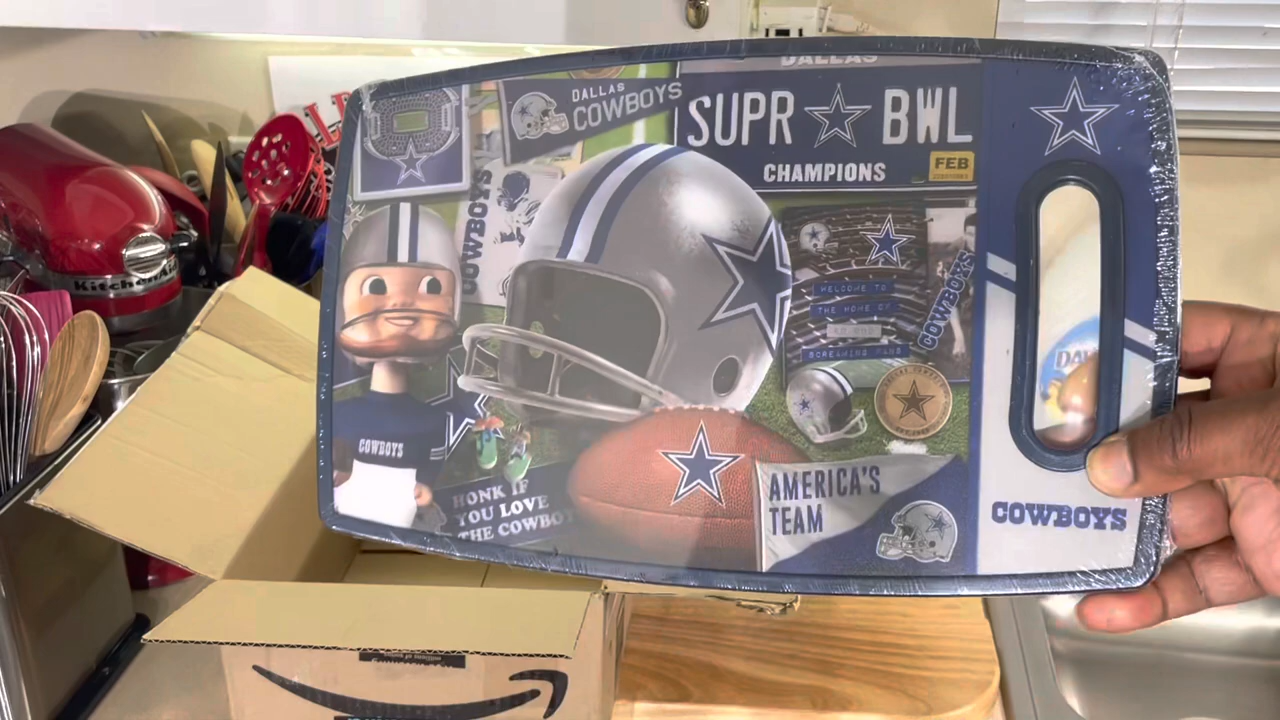 DALLAS
DALLAS
COWBOYS
SUPR BWL
FEB
CHAMPIONS
COWBOYS
WELCOME TO
THE HOME OF
SCREAMING FANS
COWBOYS
COWBOYS
HONK IF
YOU LOVE
THE COWBOY
AMERICA'S
TEAM
COWBOYS
KitchenAid